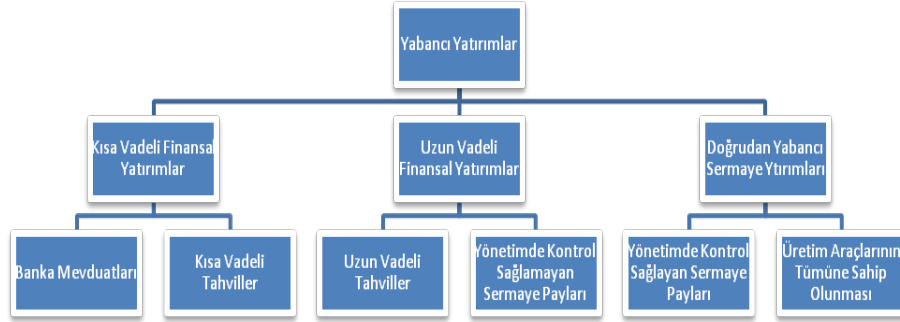 Yabancı Yatırımlar
Kısa Vadeli Finansal
Yatırımlar
Uzun Vadeli
Finansal Yatırımlar
Doğrudan Yabancı
Sermaye Ytırımları
Banka Mevduatları
Kısa Vadeli
Tahviller
Uzun Vadeli
Tahviller
Yönetimde Kontrol
Sağlamayan
Sermaye Payları
Yönetimde Kontrol
Sağlayan Sermaye
Payları
Üretim Araçlarının
Tümüne Sahip
Olunması